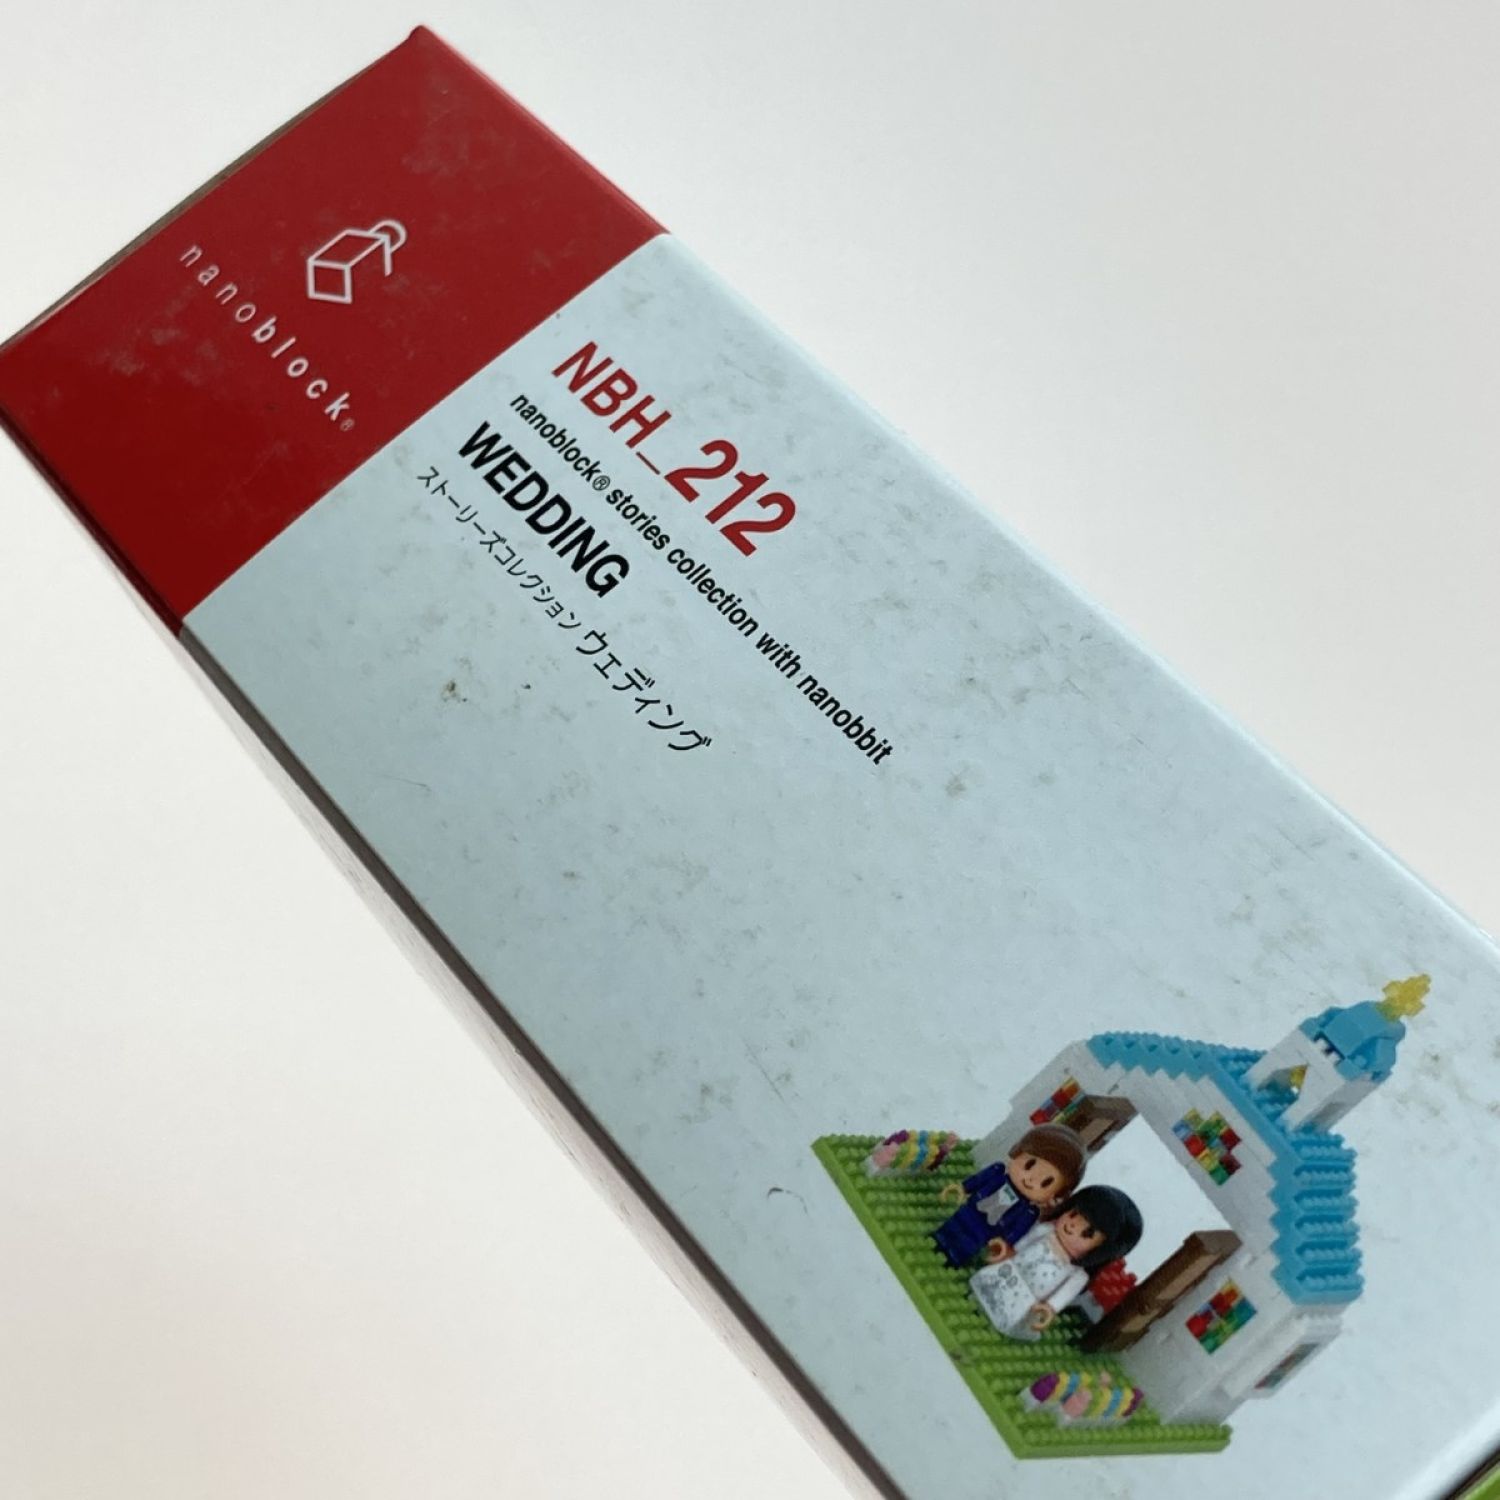 nanoblock®
NBH_212
nanoblock® stories collection with nanobbit
WEDDING
ストーリーズコレクション ウェディング